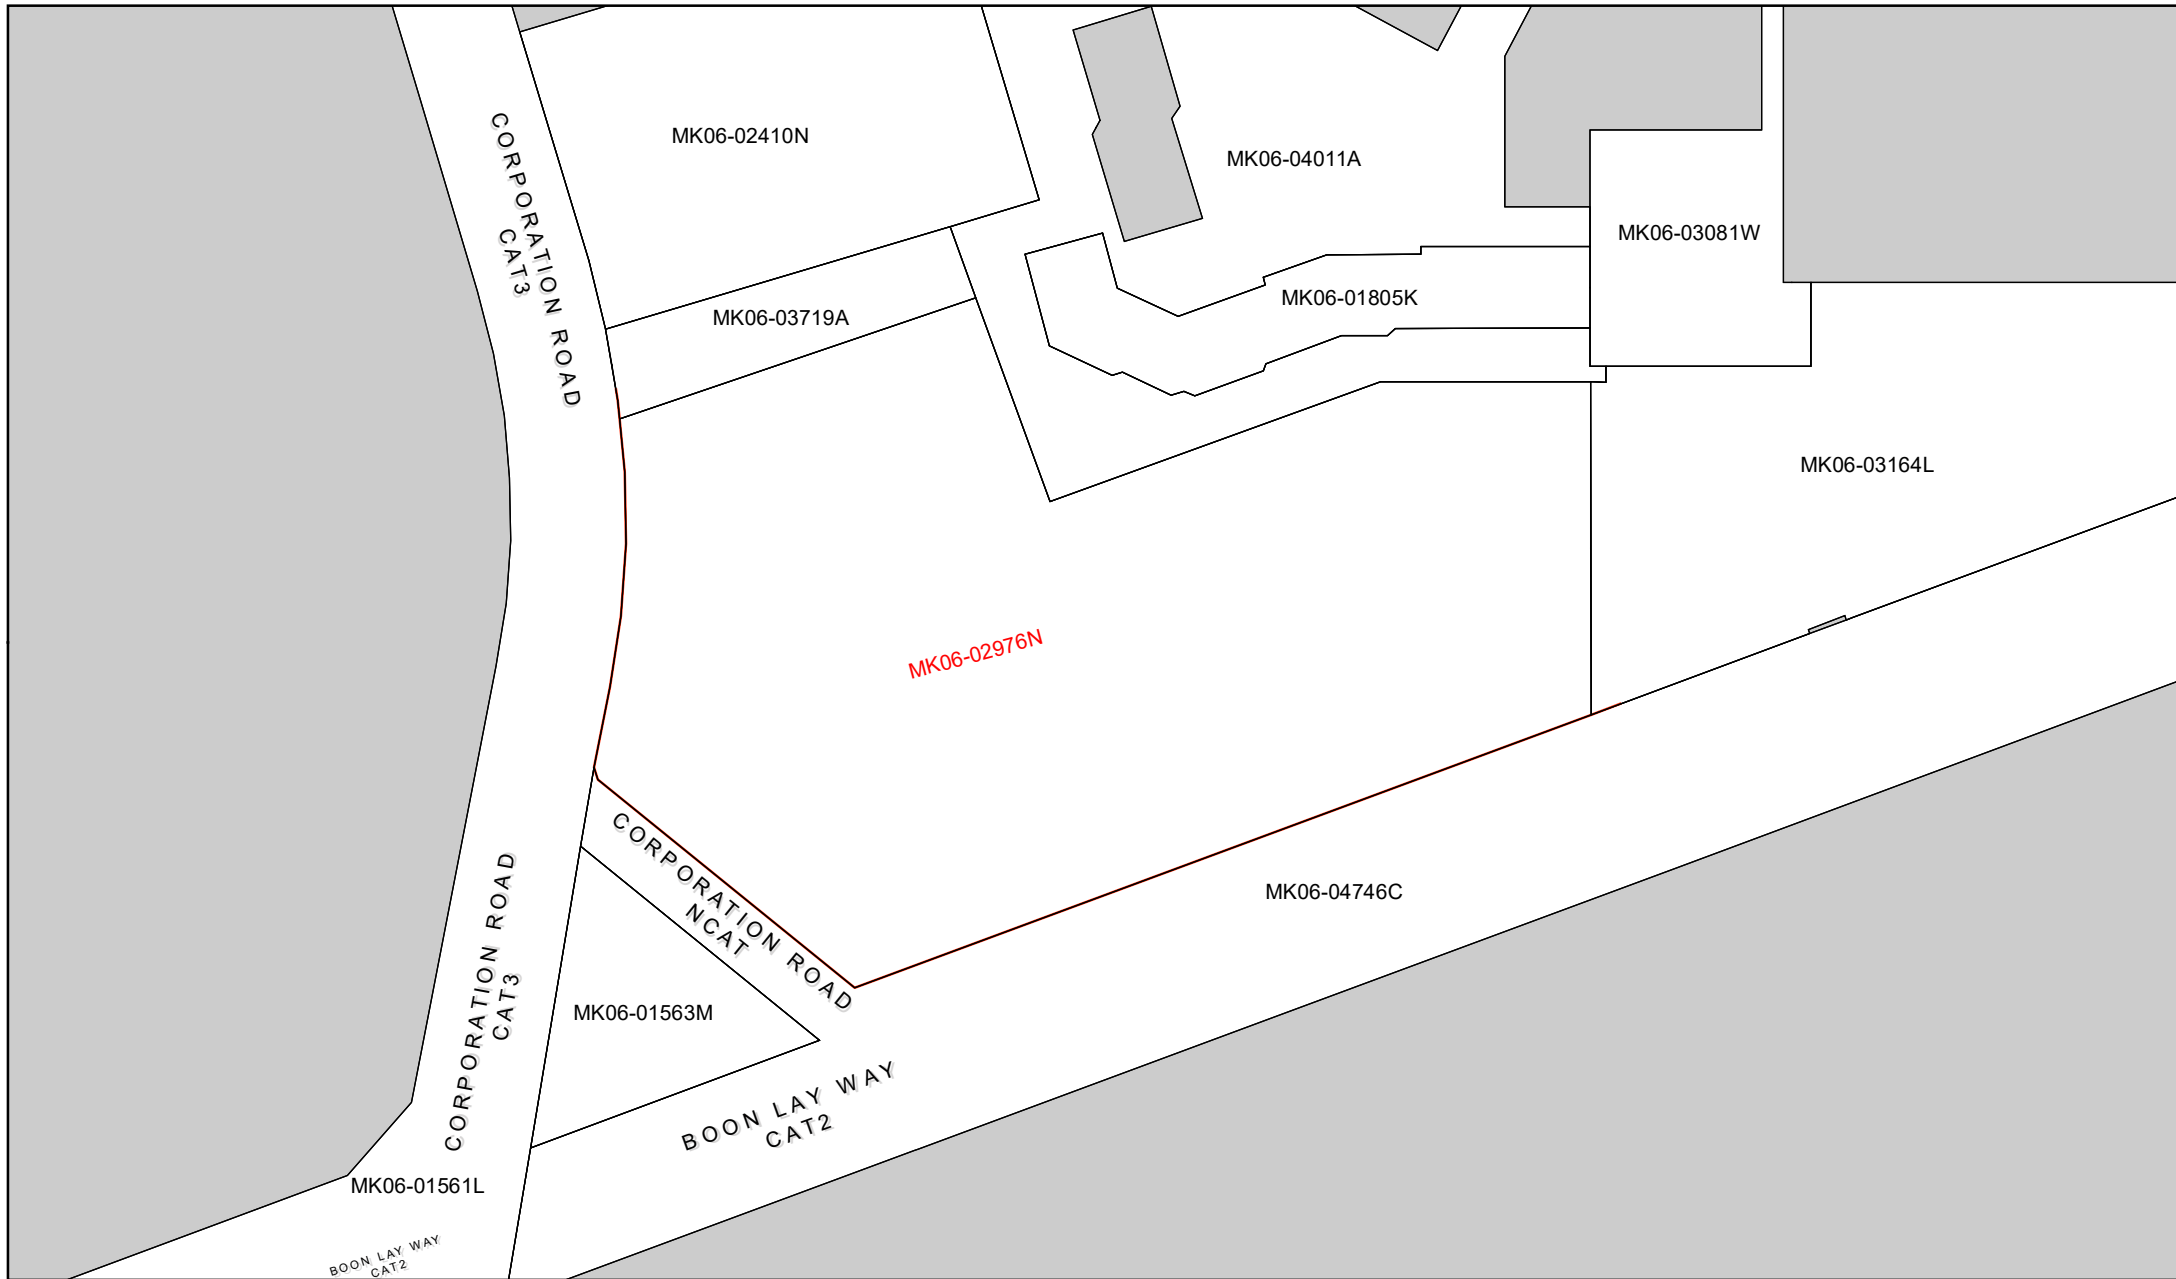 MK06-02410N
MK06-04011A
CORPORATION ROAD
CAT3
MK06-03081W
MK06-01805K
MK06-03719A
MK06-03164L
MK06-02976N
CORPORATION ROAD
NCAT
MK06-04746C
CORPORATION ROAD
CAT3
MK06-01563M
BOON LAY WAY
CAT2
MK06-01561L
BOON LAY WAY
CAT2